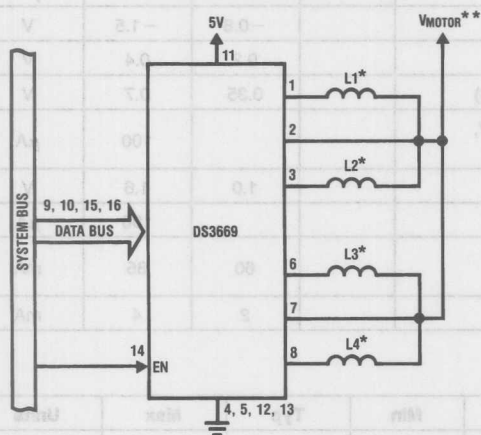 5V
VMOTOR**
11
1
L1*
2
3
L2*
SYSTEM BUS
9, 10, 15, 16
DATA BUS
DS3669
6
L3*
7
8
L4*
14
EN
4, 5, 12, 13